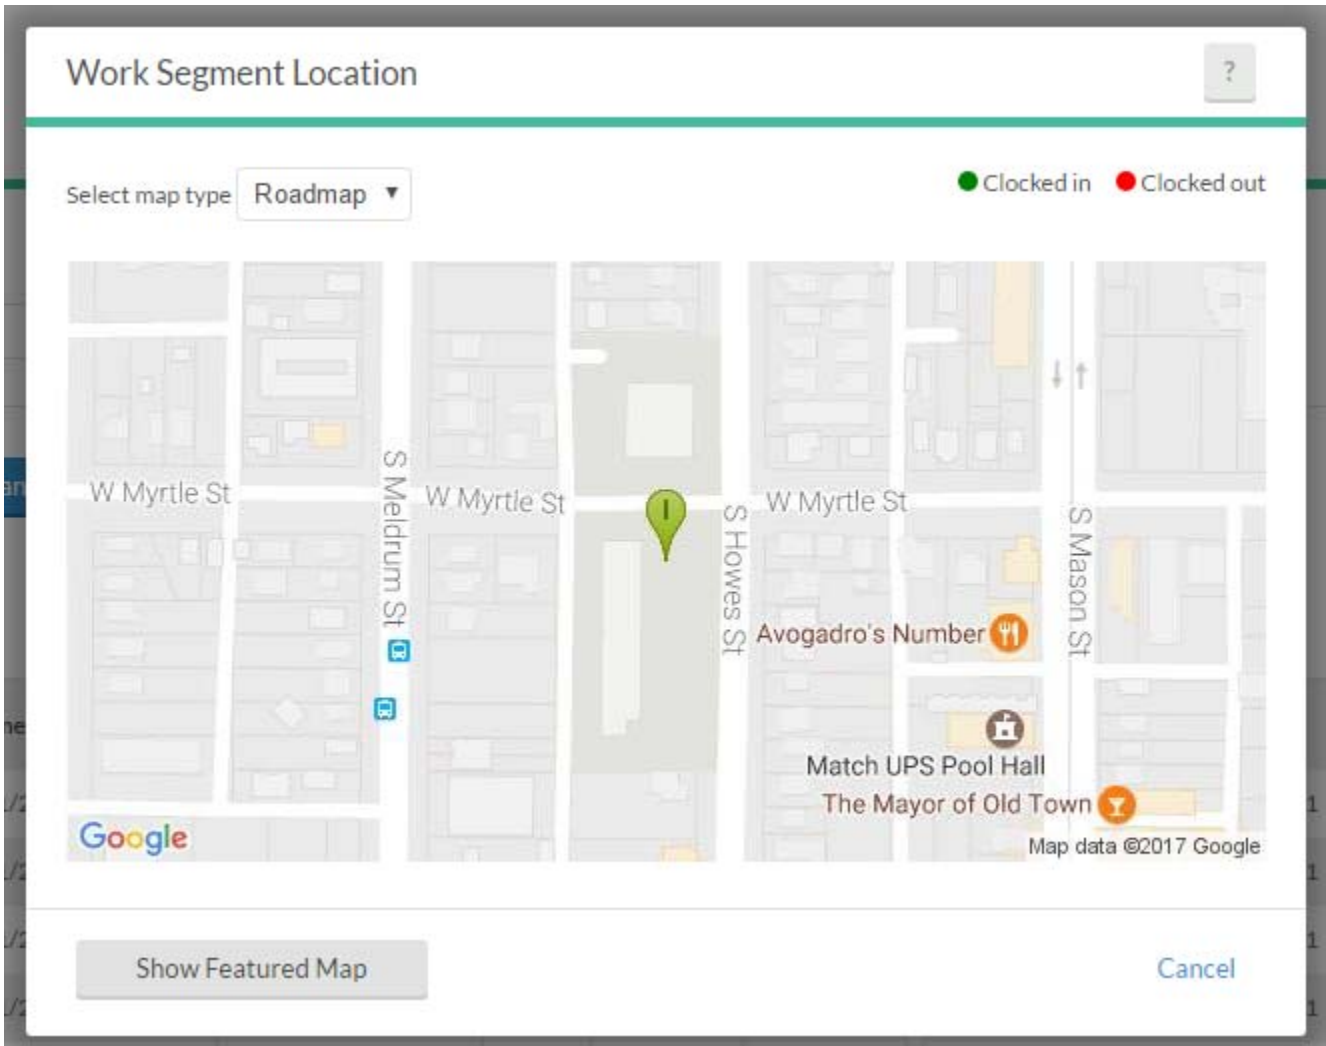 Work Segment Location
?
Select map type
Roadmap
Clocked in
Clocked out
S Meldrum St
W Myrtle St
W Myrtle St
W Myrtle St
I
S Howes St
S Mason St
Avogadro's Number
Match UPS Pool Hall
The Mayor of Old Town
Google
Map data ©2017 Google
Show Featured Map
Cancel